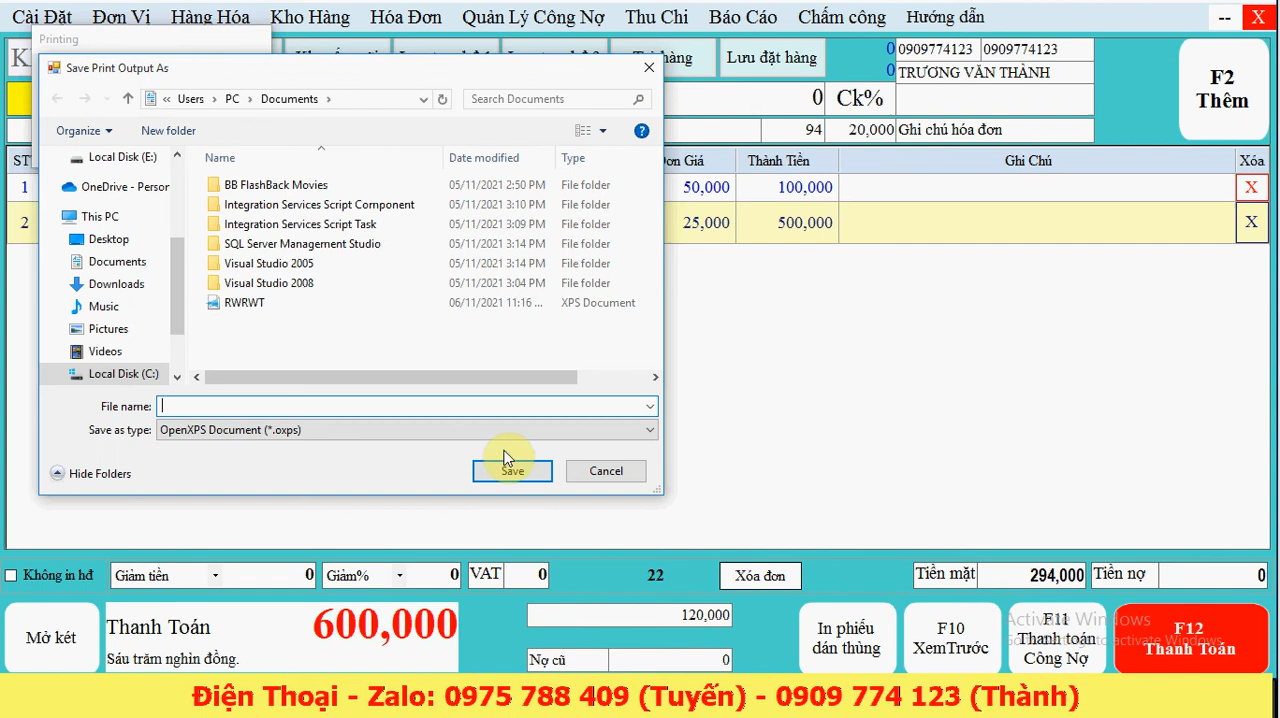 Cài Đặt Đơn Vị Hàng Hóa Kho Hàng Hóa Đơn Quản Lý Công Nợ Thu Chi Báo Cáo Chấm công Hướng dẫn -- X
Printing
Lưu đặt hàng
0 0909774123 0909774123
0 TRƯƠNG VĂN THÀNH
F2
Thêm
0 Ck%
94 20,000 Ghi chú hóa đơn
Save Print Output As
« Users > PC > Documents > Search Documents
Organize New folder
Name Date modified Type
Local Disk (E:)
OneDrive - Person
This PC
Desktop
Documents
Downloads
Music
Pictures
Videos
Local Disk (C:)
BB FlashBack Movies 05/11/2021 2:50 PM File folder
Integration Services Script Component 05/11/2021 3:10 PM File folder
Integration Services Script Task 05/11/2021 3:09 PM File folder
SQL Server Management Studio 05/11/2021 3:14 PM File folder
Visual Studio 2005 05/11/2021 3:14 PM File folder
Visual Studio 2008 05/11/2021 3:04 PM File folder
RWRWT 06/11/2021 11:16 ... XPS Document
File name:
Save as type: OpenXPS Document (*.oxps)
Hide Folders Save Cancel
Thành Tiền Ghi Chú Xóa
1 50,000 100,000 X
2 25,000 500,000 X
Không in hđ Giảm tiền 0 Giảm% 0 VAT 0 22 Xóa đơn Tiền mặt 294,000 Tiền nợ 0
Mở két
Thanh Toán 600,000
Sáu trăm nghìn đồng.
120,000
Nợ cũ 0
In phiếu
dán thùng
F10
XemTrước
F11
Thanh toán
Công Nợ
F12
Thanh Toán
Activate Windows
Điện Thoại - Zalo: 0975 788 409 (Tuyến) - 0909 774 123 (Thành)